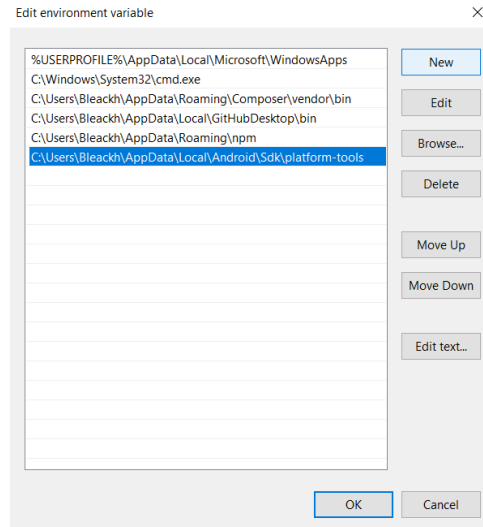 Edit environment variable
%USERPROFILE%\AppData\Local\Microsoft\WindowsApps
C:\Windows\System32\cmd.exe
C:\Users\Bleackh\AppData\Roaming\Composer\vendor\bin
C:\Users\Bleackh\AppData\Local\GitHubDesktop\bin
C:\Users\Bleackh\AppData\Roaming\npm
C:\Users\Bleackh\AppData\Local\Android\Sdk\platform-tools
New
Edit
Browse...
Delete
Move Up
Move Down
Edit text...
OK
Cancel